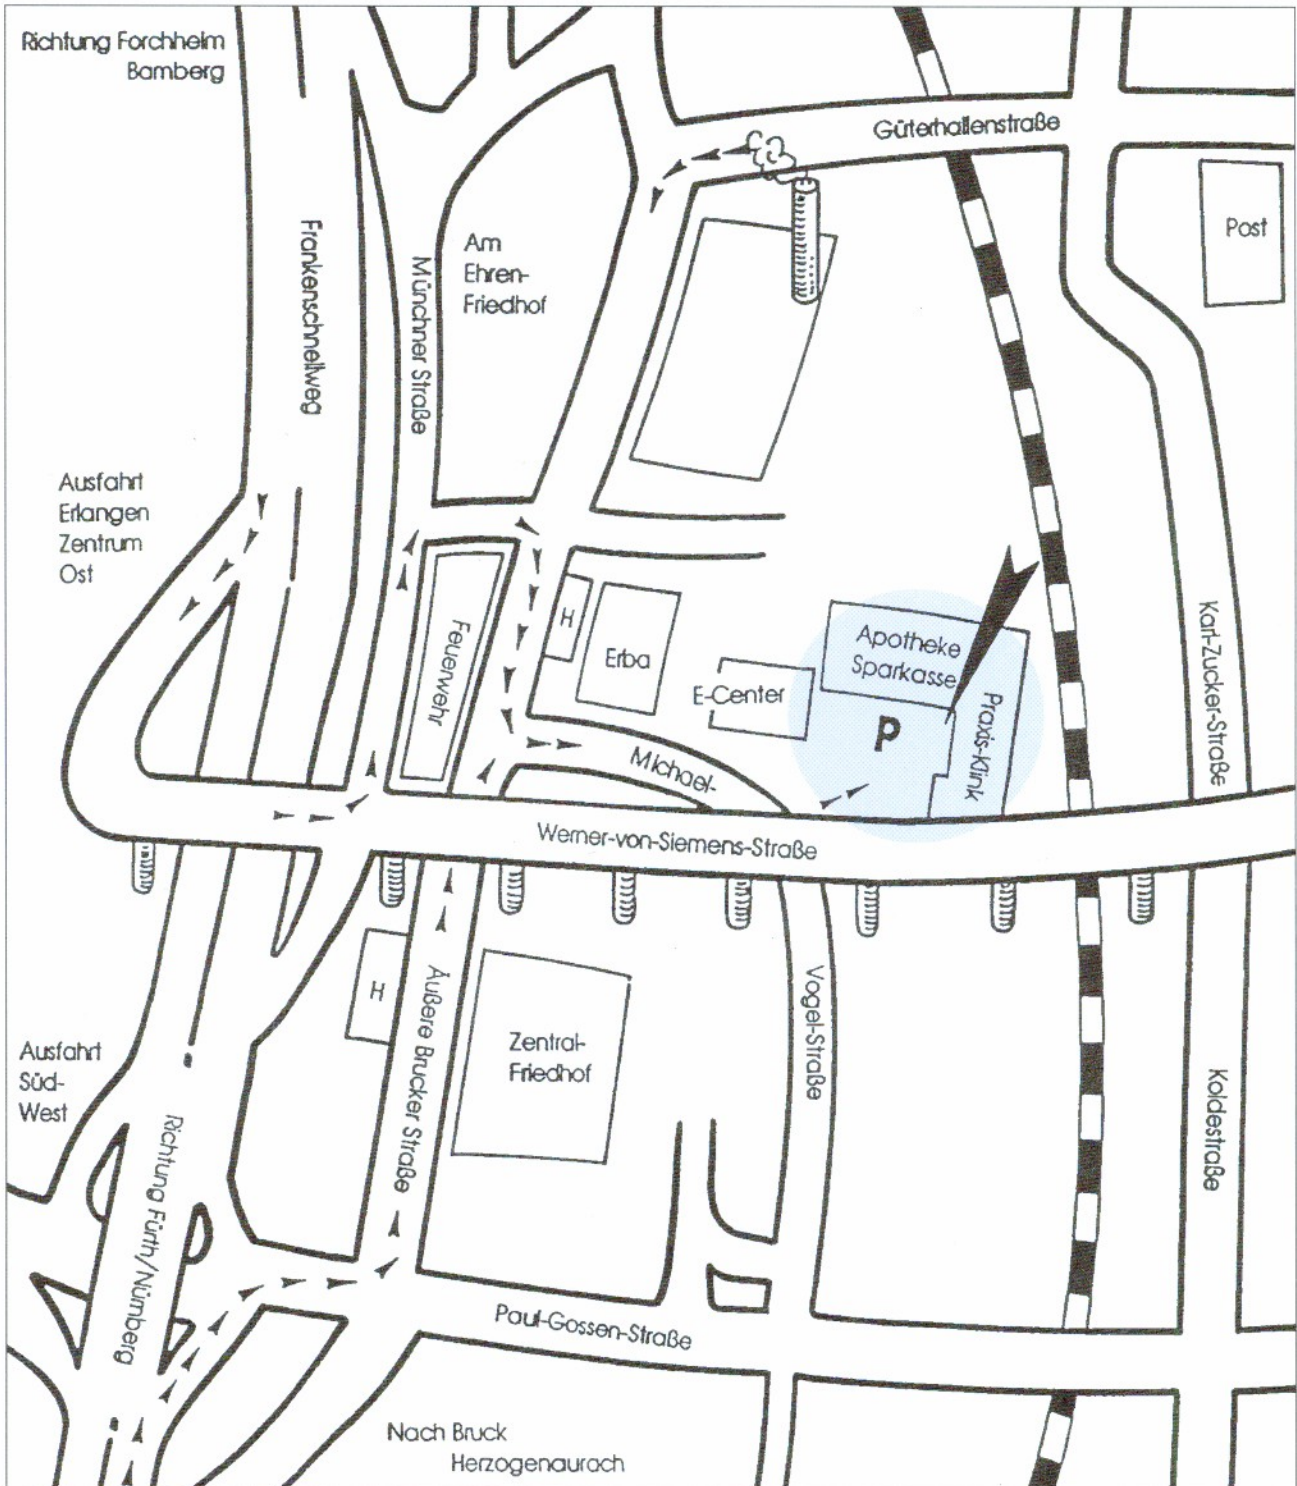 Richtung Forchheim
Bamberg
Güterhallenstraße
Post
Frankenschnellweg
Münchner Straße
Am
Ehren-
Friedhof
Ausfahrt
Erlangen
Zentrum
Ost
Feuerwehr
H
Erba
E-Center
Apotheke
Sparkasse
P
Praxis-Klinik
Karl-Zucker-Straße
Michael-
Werner-von-Siemens-Straße
H
Äußere Brucker Straße
Zentral-
Friedhof
Vogel-Straße
Koldestraße
Ausfahrt
Süd-
West
Richtung Fürth/Nürnberg
Paul-Gossen-Straße
Nach Bruck
Herzogenaurach